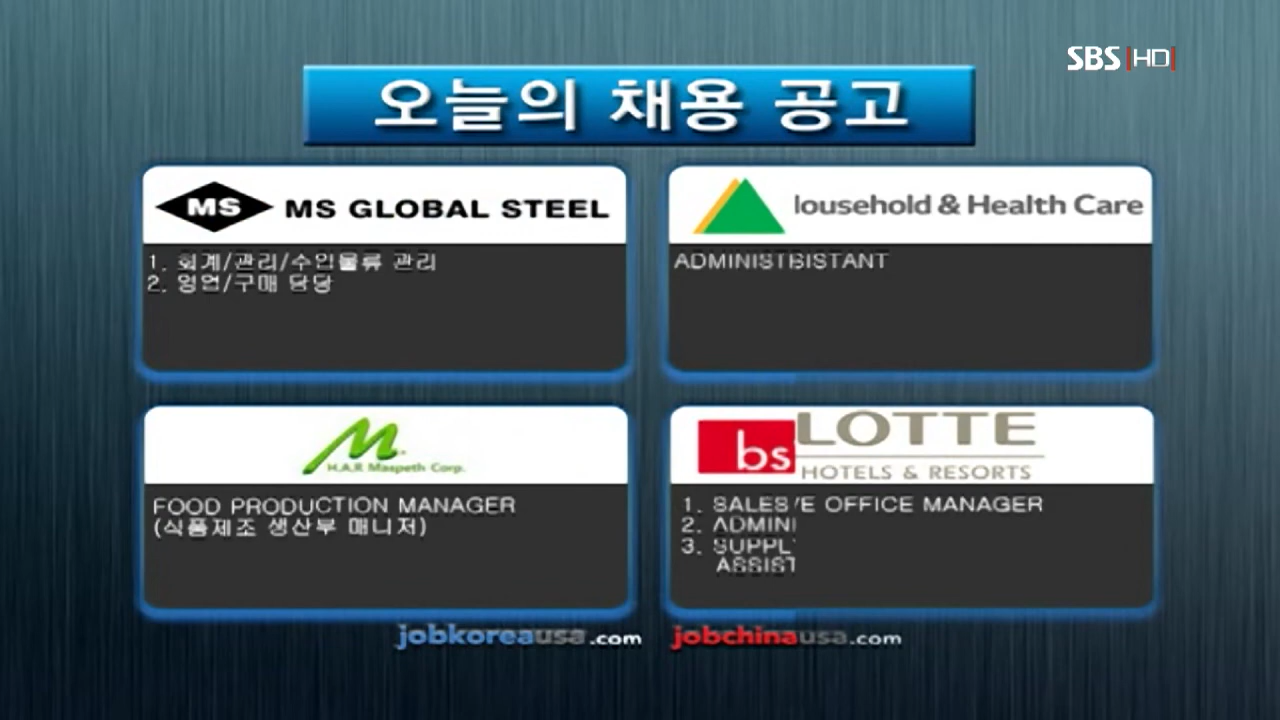 SBS HD
오늘의 채용 공고
MS MS GLOBAL STEEL
1. 회계/관리/수입물류 관리
2. 영업/구매 담당
lousehold & Health Care
ADMINISTBISTANT
M
H.A.R Maspeth Corp.
FOOD PRODUCTION MANAGER
(식품제조 생산부 매니저)
bs LOTTE
HOTELS & RESORTS
1. SALES/E OFFICE MANAGER
2. ADMINI
3. SUPPL
ASSIST
jobkoreausa.com jobchinausa.com